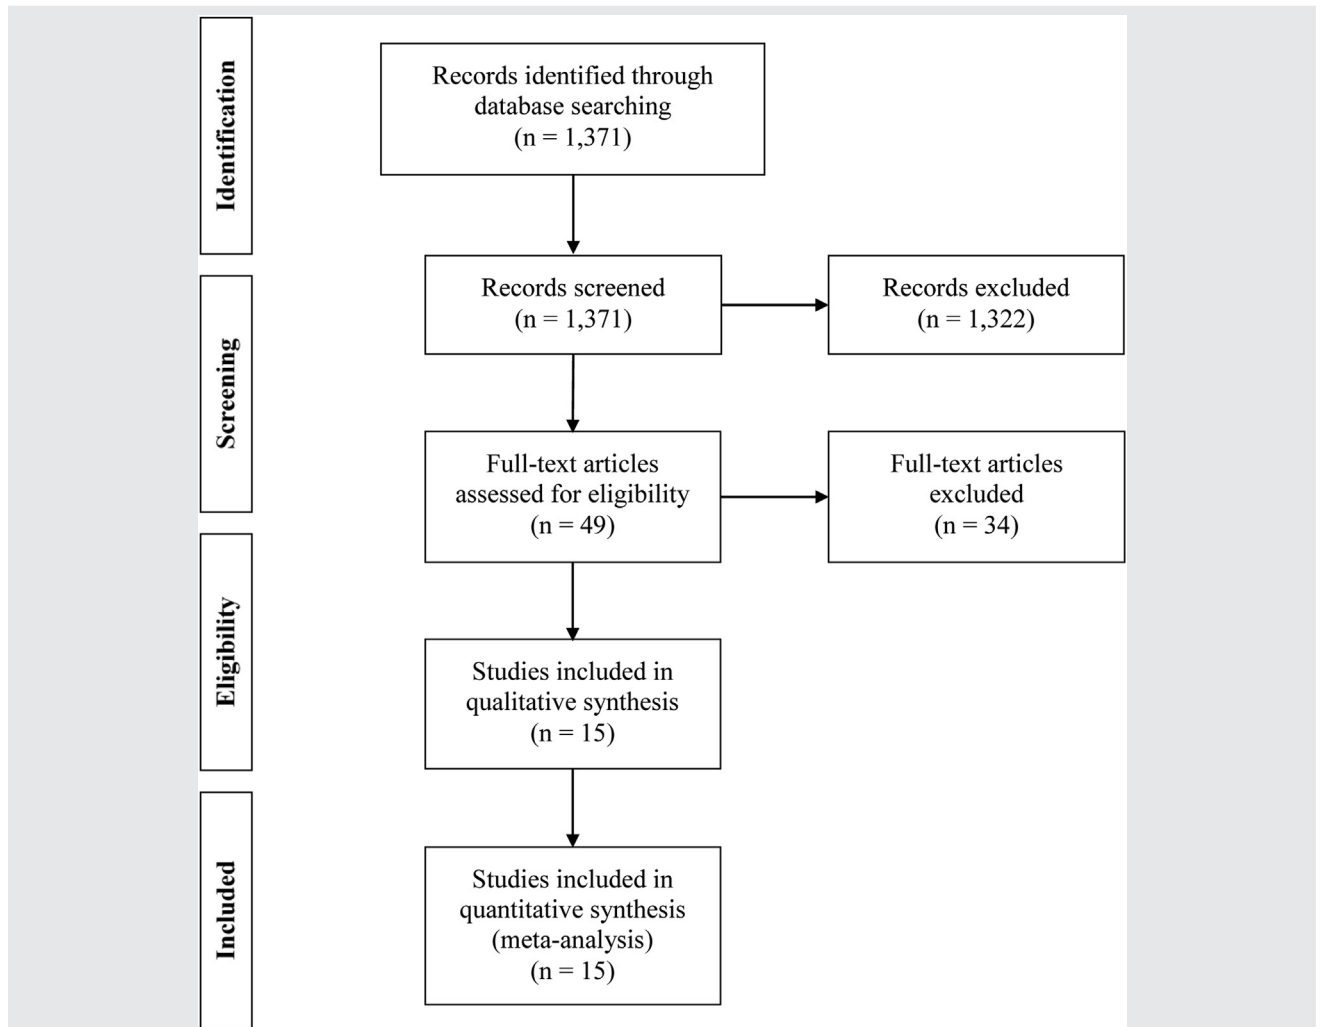 Identification
Records identified through
database searching
(n = 1,371)
Screening
Records screened
(n = 1,371)
Records excluded
(n = 1,322)
Full-text articles
assessed for eligibility
(n = 49)
Full-text articles
excluded
(n = 34)
Eligibility
Studies included in
qualitative synthesis
(n = 15)
Included
Studies included in
quantitative synthesis
(meta-analysis)
(n = 15)